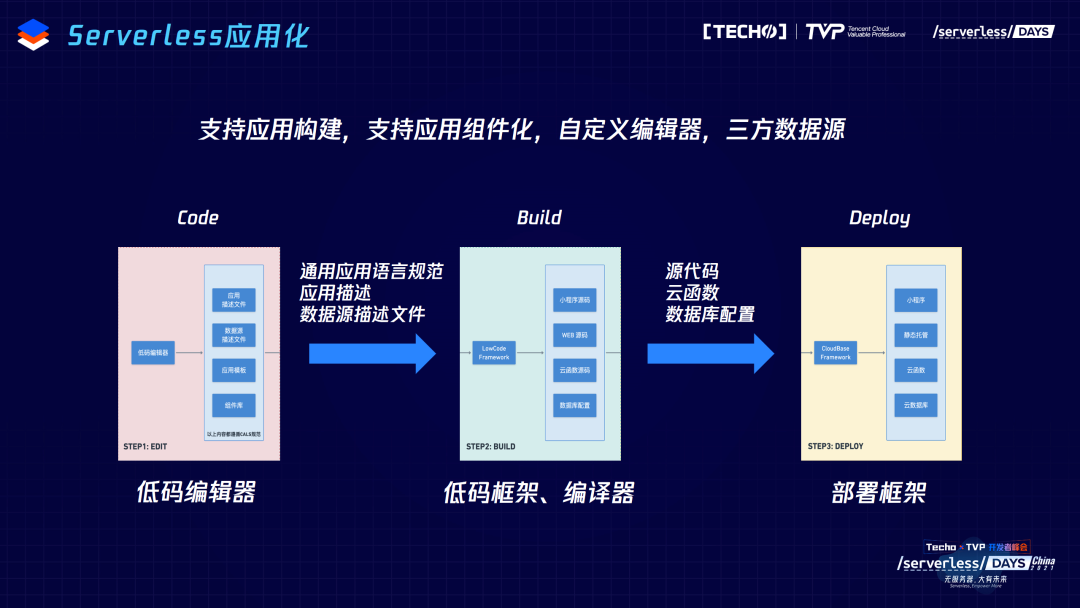 Serverless应用化
[TECHO]
TVP
Tencent Cloud
Valuable Professional
/serverless/DAYS
支持应用构建，支持应用组件化，自定义编辑器，三方数据源
Code
Build
Deploy
低码编辑器
应用
描述文件
数据源
描述文件
应用模板
组件库
以上内容都遵循CALS规范
STEP1: EDIT
通用应用语言规范
应用描述
数据源描述文件
LowCode
Framework
小程序源码
WEB 源码
云函数源码
数据库配置
STEP2: BUILD
源代码
云函数
数据库配置
CloudBase
Framework
小程序
静态托管
云函数
云数据库
STEP3: DEPLOY
低码编辑器
低码框架、编译器
部署框架
Techo x TVP 开发者峰会
/serverless/DAYS China 2021
无服务器，大有未来
Serverless, Empower More